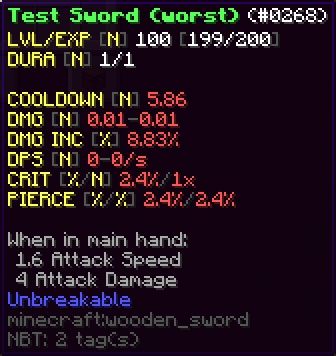 Test Sword (worst) (#0268)
LVL/EXP [N] 100 [199/200]
DURA [N] 1/1
COOLDOWN [N] 5.86
DMG [N] 0.01-0.01
DMG INC [%] 8.83%
DPS [N] 0-0/s
CRIT [%/N] 2.4%/1x
PIERCE [%/%] 2.4%/2.4%
When in main hand:
1.6 Attack Speed
4 Attack Damage
Unbreakable
minecraft:wooden_sword
NBT: 2 tag(s)